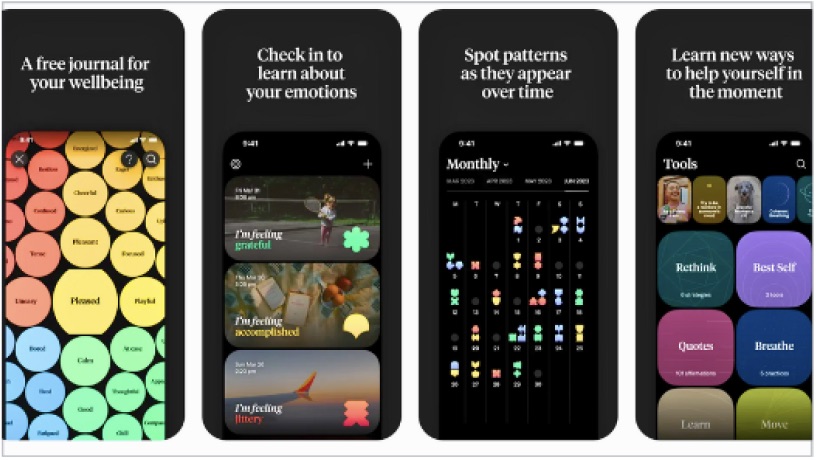 A free journal for
your wellbeing
9:41
?
Energized
Cheerful
Curious
Pleasant
Focused
Tense
Uneasy
Pleased
Playful
Bored
Calm
At ease
Thoughtful
Good
Fatigued
Chill
Check in to
learn about
your emotions
9:41
I'm feeling
grateful
I'm feeling
accomplished
I'm feeling
jittery
Spot patterns
as they appear
over time
9:41
Monthly
MAR 2023 APR 2023 MAY 2023 JUN 2023
M T W T F S S
1 2 3 4
5 6 7 8 9 10 11
12 13 14 15 16 17 18
19 20 21 22 23 24 25
26 27 28 29 30
Learn new ways
to help yourself in
the moment
9:41
Tools
Rethink
Best Self
Quotes
Breathe
Learn
Move